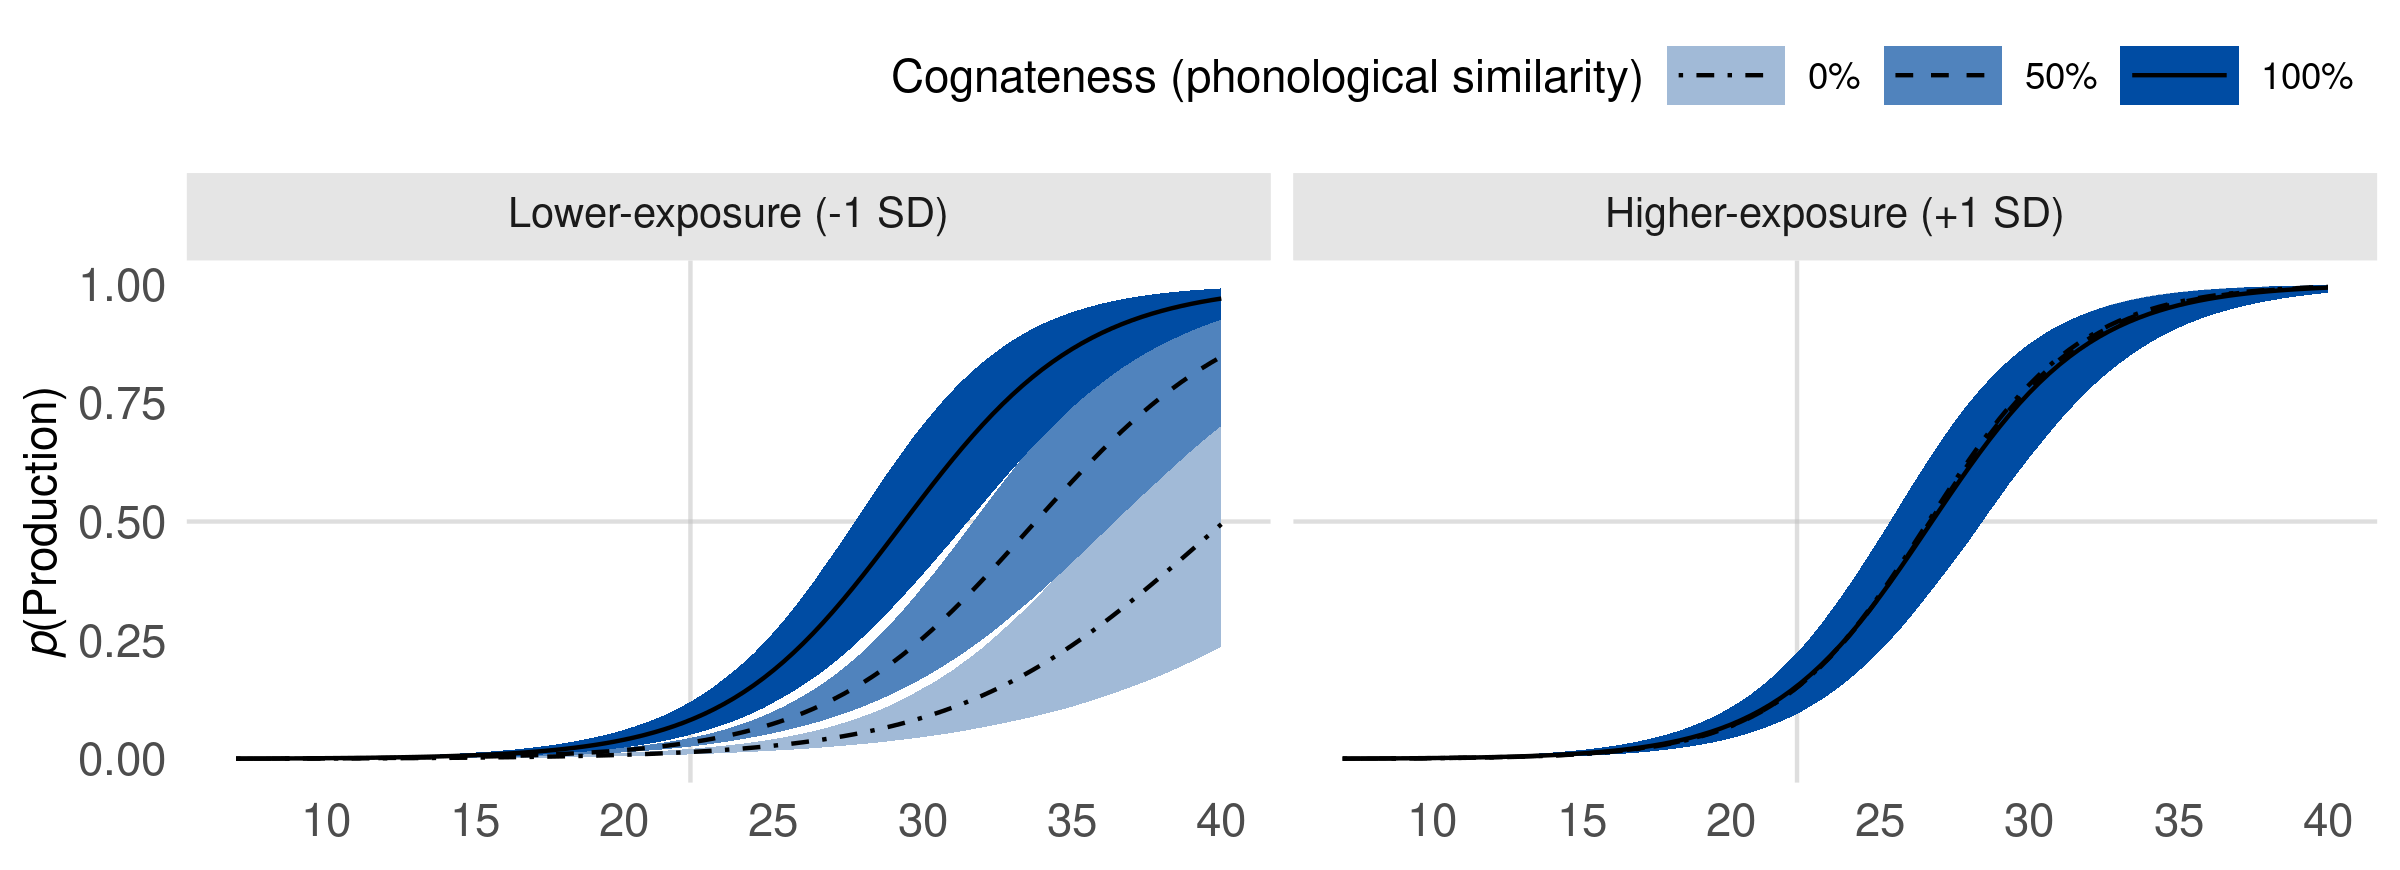 Cognateness (phonological similarity) 0% 50% 100%
Lower-exposure (-1 SD) Higher-exposure (+1 SD)
p(Production)
1.00
0.75
0.50
0.25
0.00
10 15 20 25 30 35 40 10 15 20 25 30 35 40